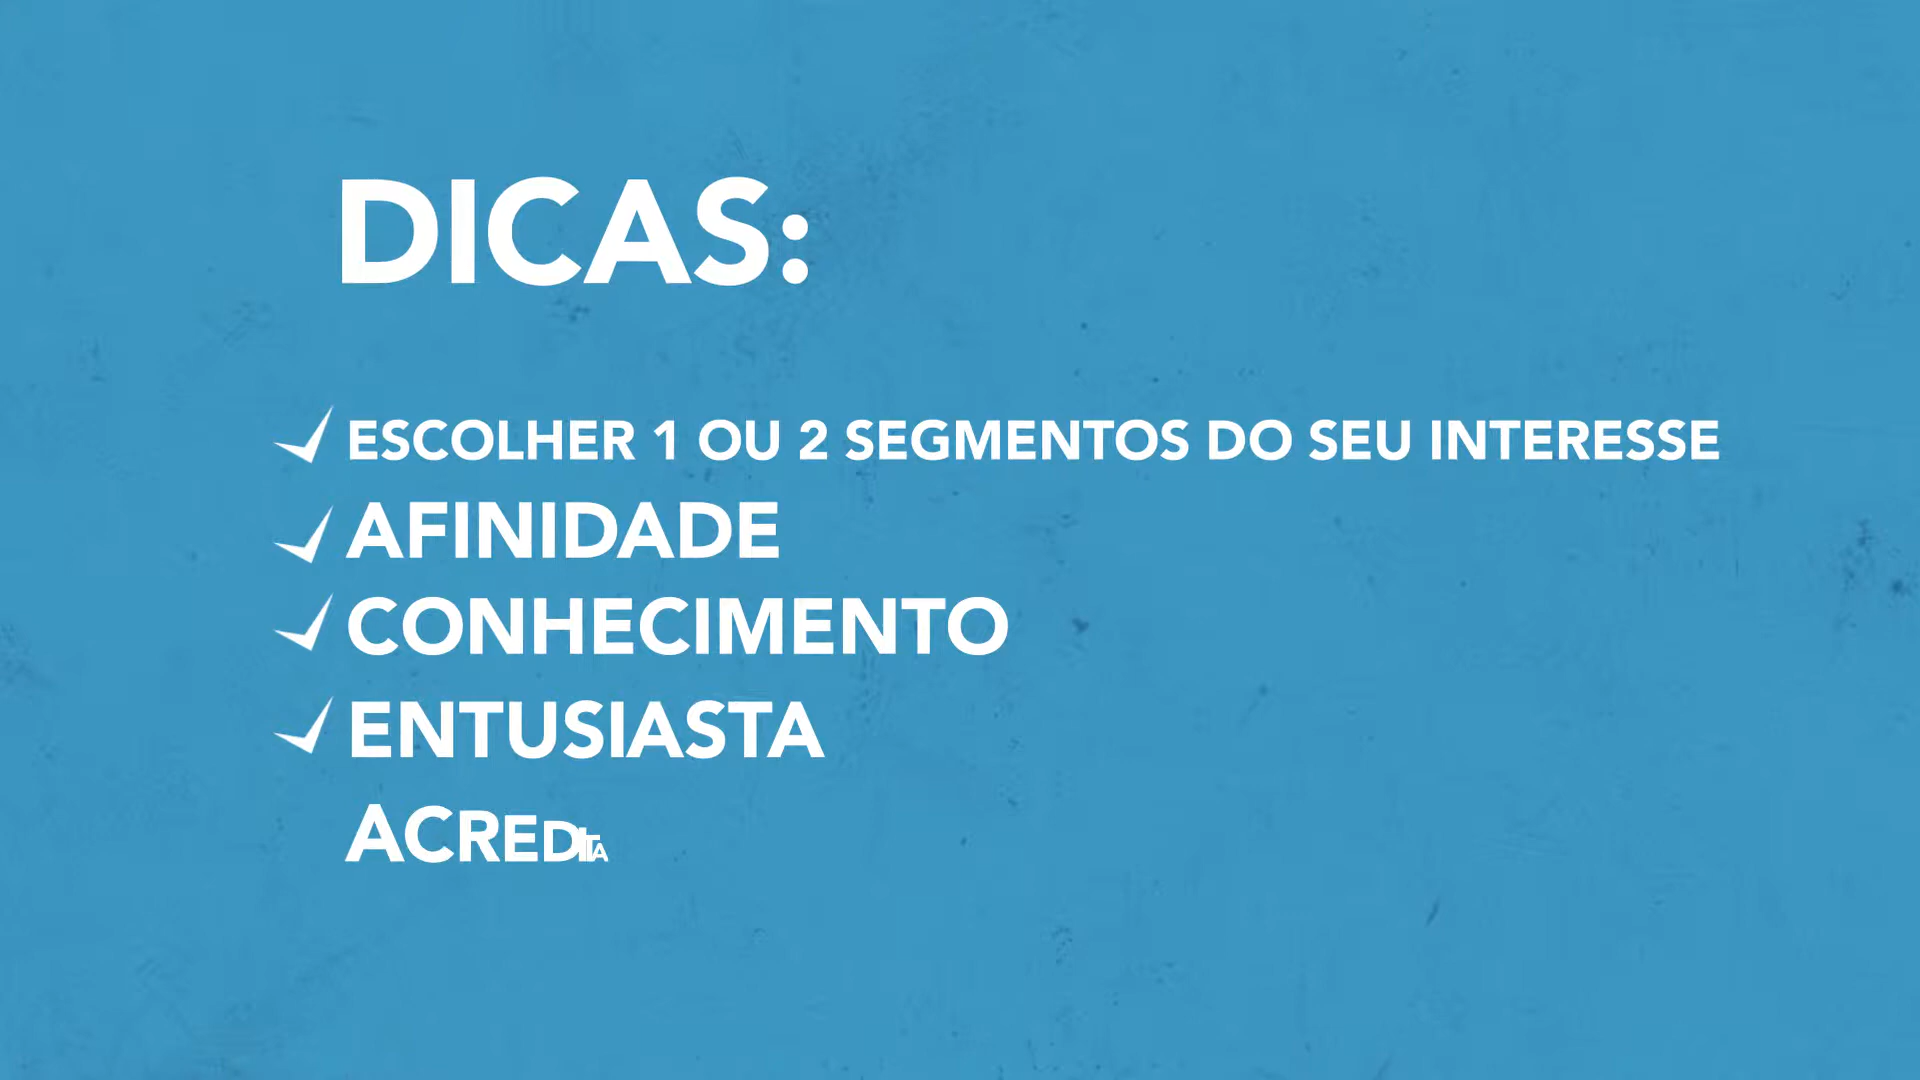 DICAS:
ESCOLHER 1 OU 2 SEGMENTOS DO SEU INTERESSE
AFINIDADE
CONHECIMENTO
ENTUSIASTA
ACREDITA